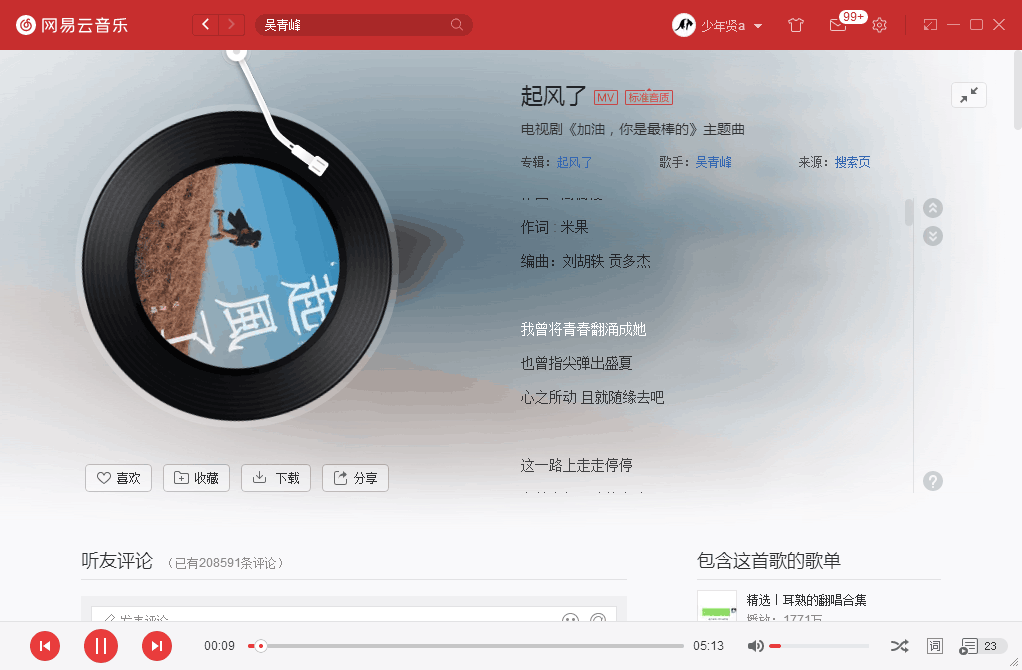 网易云音乐
吴青峰
少年贤a
99+
起风了 MV 标准音质
电视剧《加油，你是最棒的》主题曲
专辑：起风了 歌手：吴青峰 来源：搜索页
作词 : 米果
编曲：刘胡轶 贡多杰
我曾将青春翻涌成她
也曾指尖弹出盛夏
心之所动 且就随缘去吧
这一路上走走停停
起風了
喜欢 收藏 下载 分享
?
听友评论 （已有208591条评论）
发表评论
包含这首歌的歌单
精选丨耳熟的翻唱合集
播放：1771万
00:09 05:13 词 23